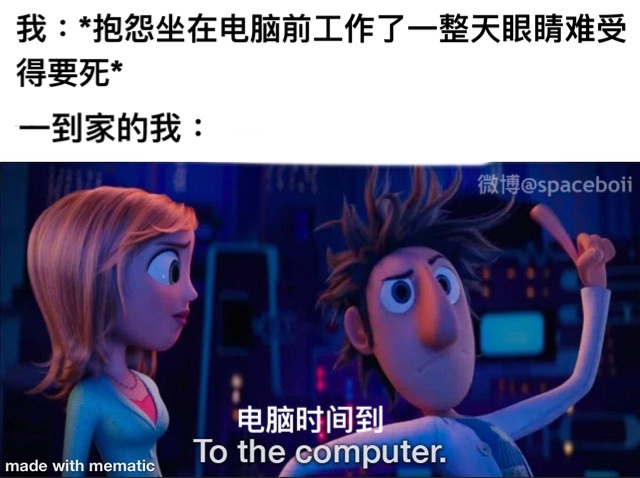 我：*抱怨坐在电脑前工作了一整天眼睛难受
得要死*
一到家的我：
微博@spaceboii
电脑时间到
To the computer.
made with mematic